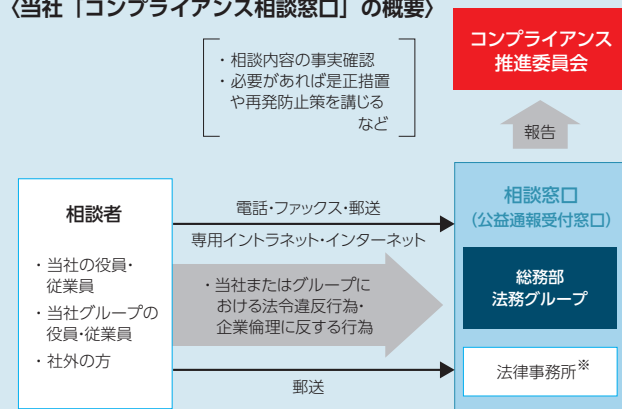 〈当社「コンプライアンス相談窓口」の概要〉
・相談内容の事実確認
・必要があれば是正措置
や再発防止策を講じる
など
コンプライアンス
推進委員会
報告
相談者
・当社の役員・
従業員
・当社グループの
役員・従業員
・社外の方
電話・ファックス・郵送
専用イントラネット・インターネット
・当社またはグループに
おける法令違反行為・
企業倫理に反する行為
郵送
相談窓口
（公益通報受付窓口）
総務部
法務グループ
法律事務所※